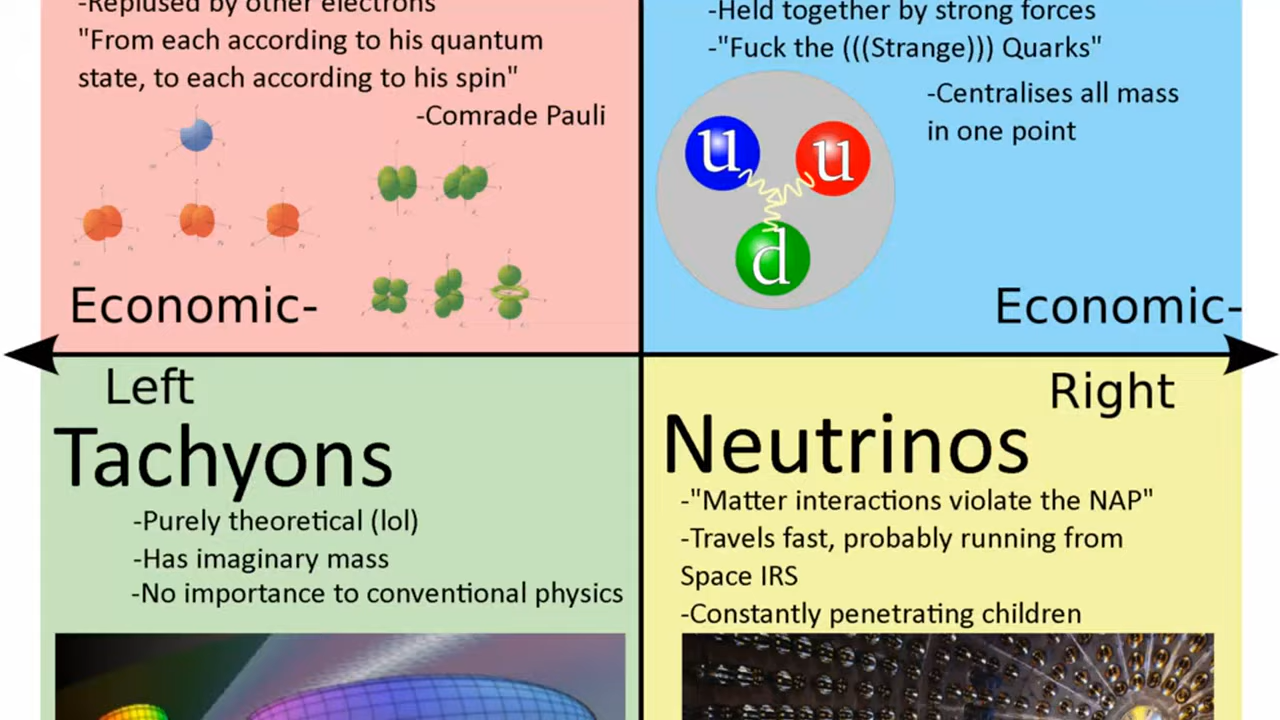 -Replused by other electrons
"From each according to his quantum
state, to each according to his spin"
-Comrade Pauli
Economic-
Left
-Held together by strong forces
-"Fuck the (((Strange))) Quarks"
-Centralises all mass
in one point
u
u
d
Economic-
Right
Tachyons
-Purely theoretical (lol)
-Has imaginary mass
-No importance to conventional physics
Neutrinos
-"Matter interactions violate the NAP"
-Travels fast, probably running from
Space IRS
-Constantly penetrating children